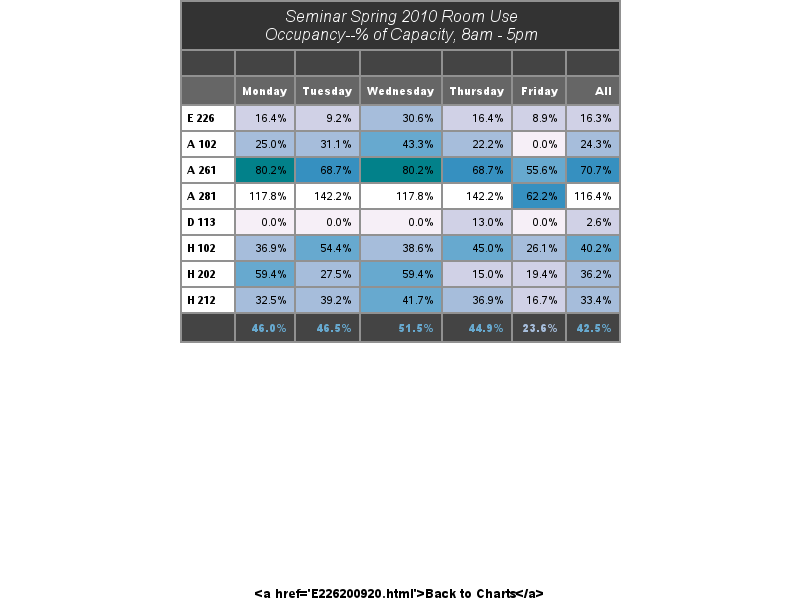 Seminar Spring 2010 Room Use
Occupancy--% of Capacity, 8am - 5pm
Monday Tuesday Wednesday Thursday Friday All
E 226 16.4% 9.2% 30.6% 16.4% 8.9% 16.3%
A 102 25.0% 31.1% 43.3% 22.2% 0.0% 24.3%
A 261 80.2% 68.7% 80.2% 68.7% 55.6% 70.7%
A 281 117.8% 142.2% 117.8% 142.2% 62.2% 116.4%
D 113 0.0% 0.0% 0.0% 13.0% 0.0% 2.6%
H 102 36.9% 54.4% 38.6% 45.0% 26.1% 40.2%
H 202 59.4% 27.5% 59.4% 15.0% 19.4% 36.2%
H 212 32.5% 39.2% 41.7% 36.9% 16.7% 33.4%
46.0% 46.5% 51.5% 44.9% 23.6% 42.5%
&lt;a href='E226200920.html'&gt;Back to Charts&lt;/a&gt;